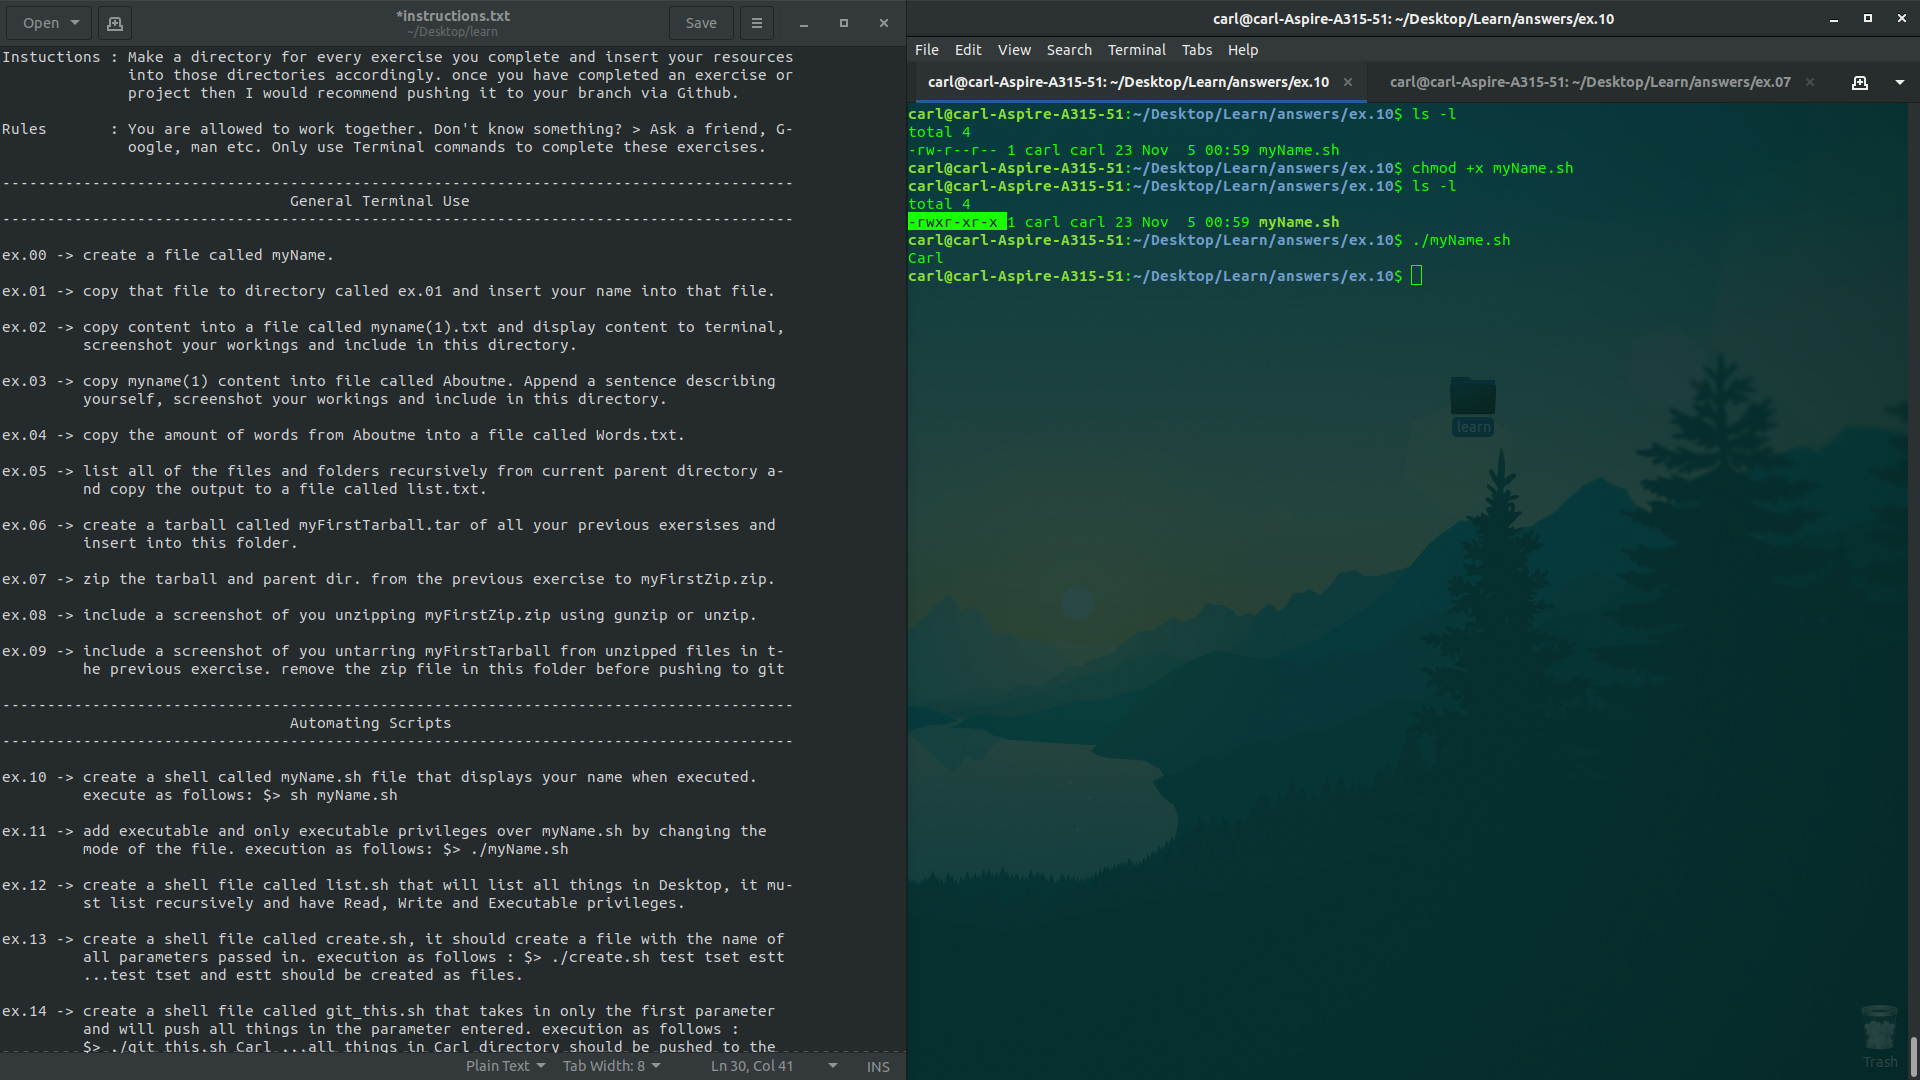 Open
*instructions.txt
~/Desktop/learn
Save
Instuctions : Make a directory for every exercise you complete and insert your resources
into those directories accordingly. once you have completed an exercise or
project then I would recommend pushing it to your branch via Github.
Rules : You are allowed to work together. Don't know something? > Ask a friend, G-
oogle, man etc. Only use Terminal commands to complete these exercises.
----------------------------------------------------------------------------------------
General Terminal Use
----------------------------------------------------------------------------------------
ex.00 -> create a file called myName.
ex.01 -> copy that file to directory called ex.01 and insert your name into that file.
ex.02 -> copy content into a file called myname(1).txt and display content to terminal,
screenshot your workings and include in this directory.
ex.03 -> copy myname(1) content into file called Aboutme. Append a sentence describing
yourself, screenshot your workings and include in this directory.
ex.04 -> copy the amount of words from Aboutme into a file called Words.txt.
ex.05 -> list all of the files and folders recursively from current parent directory a-
nd copy the output to a file called list.txt.
ex.06 -> create a tarball called myFirstTarball.tar of all your previous exersises and
insert into this folder.
ex.07 -> zip the tarball and parent dir. from the previous exercise to myFirstZip.zip.
ex.08 -> include a screenshot of you unzipping myFirstZip.zip using gunzip or unzip.
ex.09 -> include a screenshot of you untarring myFirstTarball from unzipped files in t-
he previous exercise. remove the zip file in this folder before pushing to git
----------------------------------------------------------------------------------------
Automating Scripts
----------------------------------------------------------------------------------------
ex.10 -> create a shell called myName.sh file that displays your name when executed.
execute as follows: $> sh myName.sh
ex.11 -> add executable and only executable privileges over myName.sh by changing the
mode of the file. execution as follows: $> ./myName.sh
ex.12 -> create a shell file called list.sh that will list all things in Desktop, it mu-
st list recursively and have Read, Write and Executable privileges.
ex.13 -> create a shell file called create.sh, it should create a file with the name of
all parameters passed in. execution as follows : $> ./create.sh test tset estt
...test tset and estt should be created as files.
ex.14 -> create a shell file called git_this.sh that takes in only the first parameter
and will push all things in the parameter entered. execution as follows :
$> ./git_this.sh Carl ...all things in Carl directory should be pushed to the
Plain Text Tab Width: 8 Ln 30, Col 41 INS
carl@carl-Aspire-A315-51: ~/Desktop/Learn/answers/ex.10
File Edit View Search Terminal Tabs Help
carl@carl-Aspire-A315-51: ~/Desktop/Learn/answers/ex.10
carl@carl-Aspire-A315-51: ~/Desktop/Learn/answers/ex.07
carl@carl-Aspire-A315-51:~/Desktop/Learn/answers/ex.10$ ls -l
total 4
-rw-r--r-- 1 carl carl 23 Nov  5 00:59 myName.sh
carl@carl-Aspire-A315-51:~/Desktop/Learn/answers/ex.10$ chmod +x myName.sh
carl@carl-Aspire-A315-51:~/Desktop/Learn/answers/ex.10$ ls -l
total 4
-rwxr-xr-x 1 carl carl 23 Nov  5 00:59 myName.sh
carl@carl-Aspire-A315-51:~/Desktop/Learn/answers/ex.10$ ./myName.sh
Carl
carl@carl-Aspire-A315-51:~/Desktop/Learn/answers/ex.10$
learn
Trash